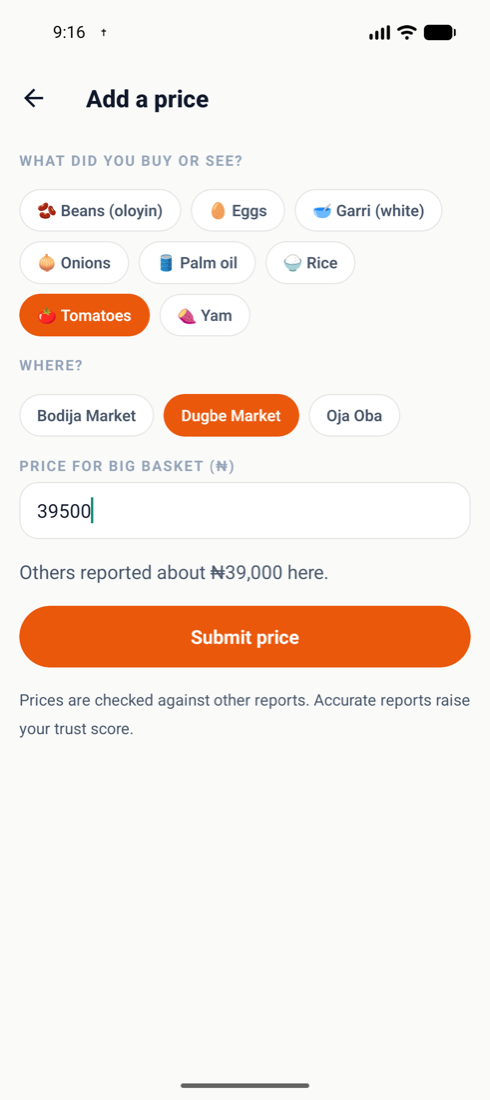 9:16
Add a price
WHAT DID YOU BUY OR SEE?
Beans (oloyin) Eggs Garri (white)
Onions Palm oil Rice
Tomatoes Yam
WHERE?
Bodija Market Dugbe Market Oja Oba
PRICE FOR BIG BASKET (₦)
39500
Others reported about ₦39,000 here.
Submit price
Prices are checked against other reports. Accurate reports raise
your trust score.